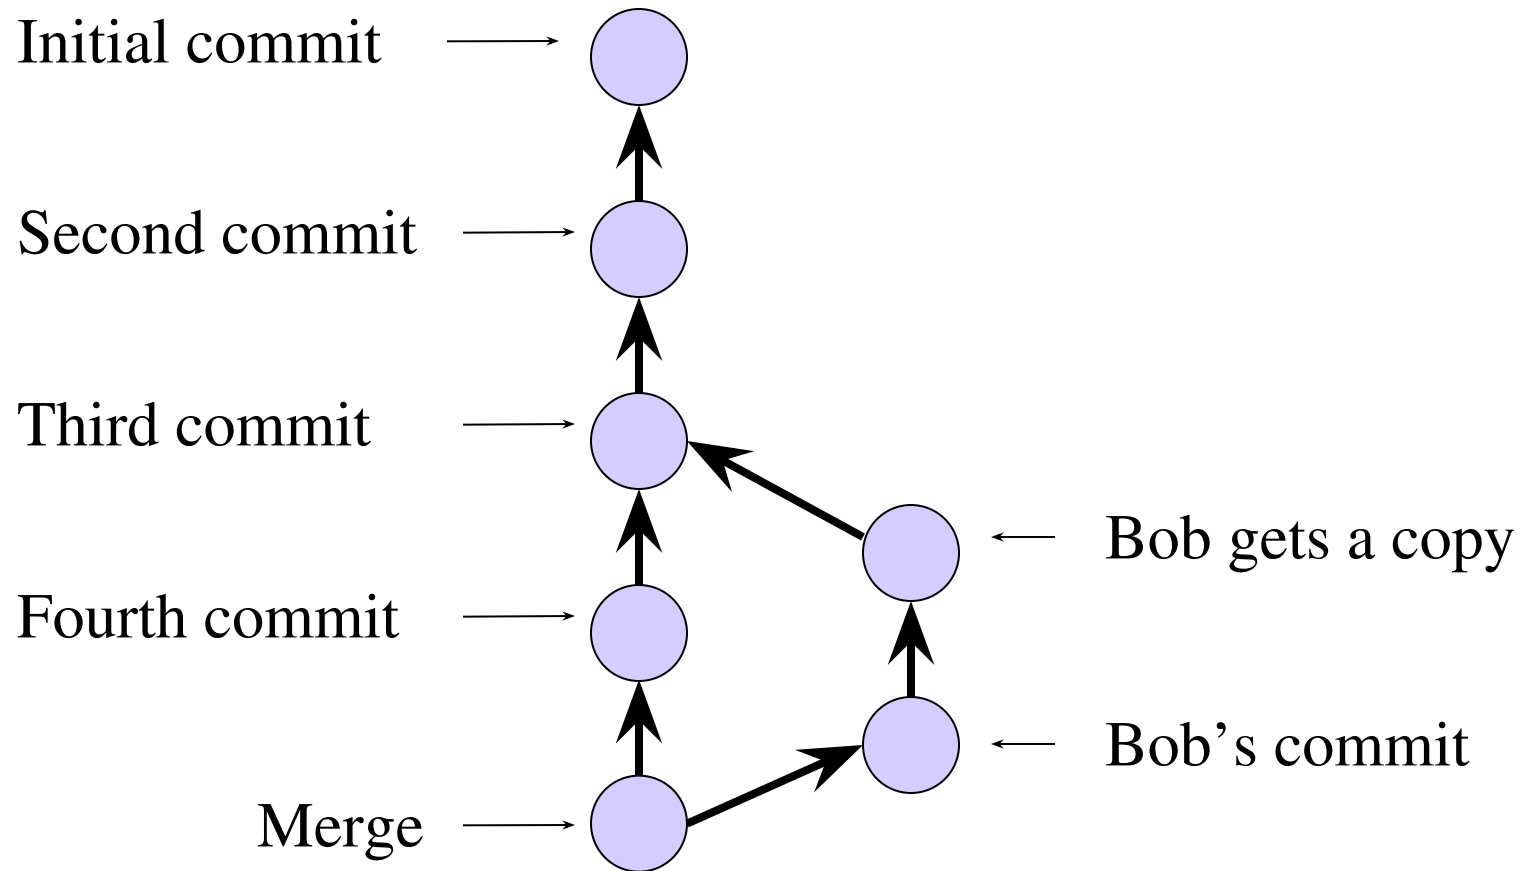 Initial commit
Second commit
Third commit
Bob gets a copy
Fourth commit
Bob’s commit
Merge